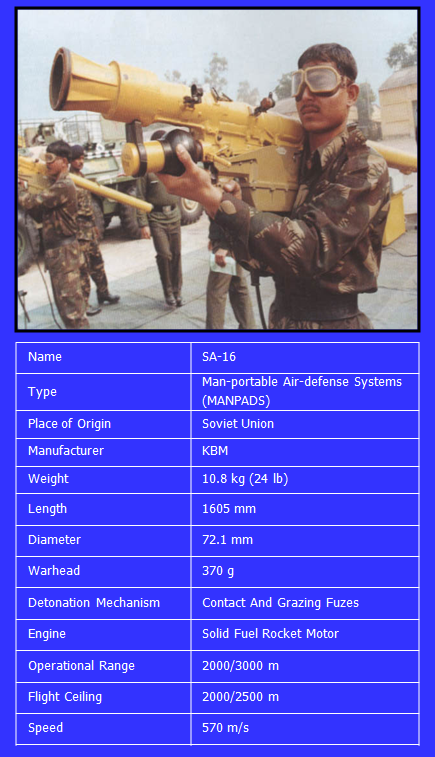 Name SA-16
Type Man-portable Air-defense Systems
(MANPADS)
Place of Origin Soviet Union
Manufacturer KBM
Weight 10.8 kg (24 lb)
Length 1605 mm
Diameter 72.1 mm
Warhead 370 g
Detonation Mechanism Contact And Grazing Fuzes
Engine Solid Fuel Rocket Motor
Operational Range 2000/3000 m
Flight Ceiling 2000/2500 m
Speed 570 m/s